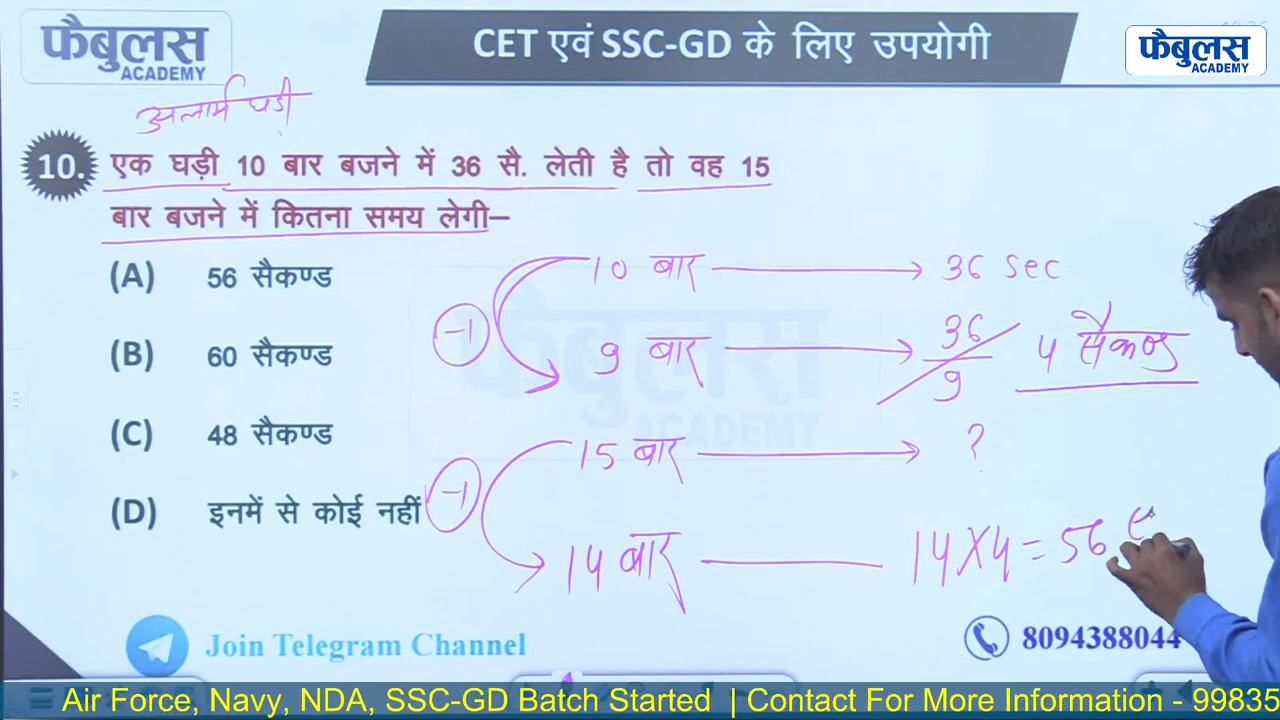 फैबुलस
ACADEMY
CET एवं SSC-GD के लिए उपयोगी
फैबुलस
ACADEMY
अलार्म घड़ी
10. एक घड़ी 10 बार बजने में 36 सै. लेती है तो वह 15
बार बजने में कितना समय लेगी–
(A) 56 सैकण्ड
(B) 60 सैकण्ड
(C) 48 सैकण्ड
(D) इनमें से कोई नहीं
10 बार 36 sec
-1
9 बार 36/9 4 सैकण्ड
15 बार ?
-1
14 बार 14X4=56
फैबुलस
ACADEMY
Join Telegram Channel
8094388044
Air Force, Navy, NDA, SSC-GD Batch Started | Contact For More Information - 99835